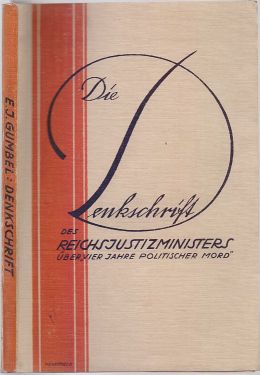 E.J. GUMBEL: DENKSCHRIFT
Die
Denkschrift
DES
REICHSJUSTIZMINISTERS
ÜBER „VIER JAHRE POLITISCHER MORD"